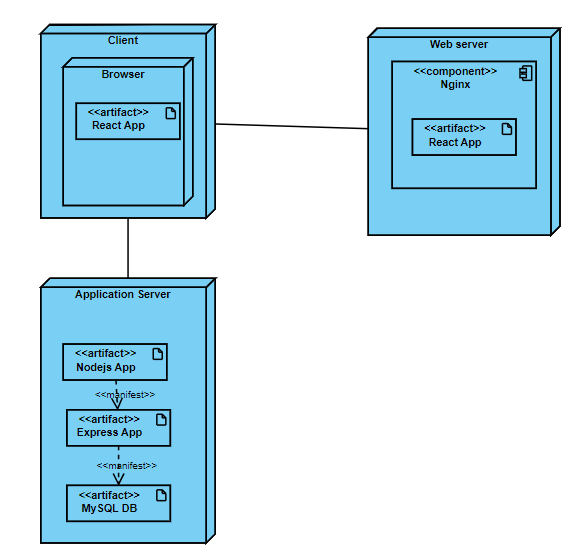 Client
Browser
<<artifact>>
React App
Web server
<<component>>
Nginx
<<artifact>>
React App
Application Server
<<artifact>>
Nodejs App
<<manifest>>
<<artifact>>
Express App
<<manifest>>
<<artifact>>
MySQL DB